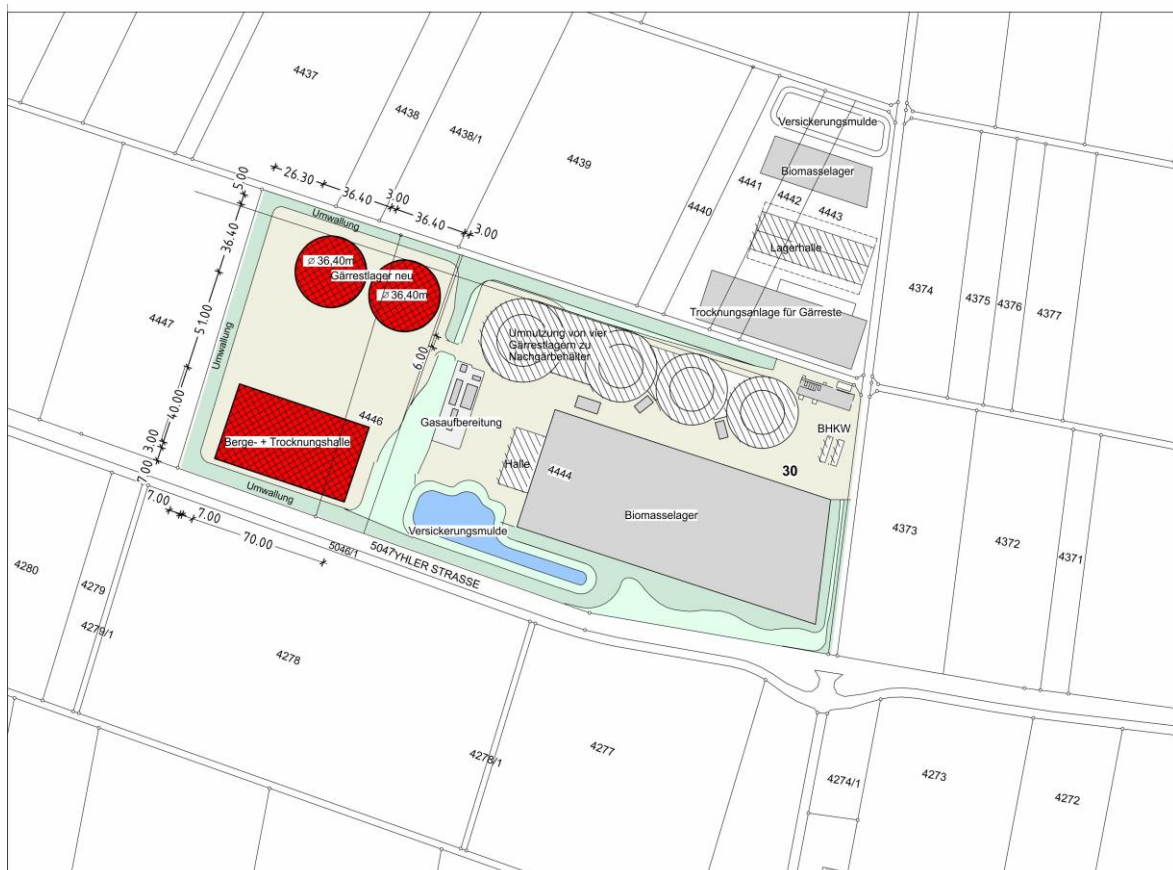 4437
4438
4438/1
4439
4440
4441
4442
4443
Versickerungsmulde
Biomasselager
Lagerhalle
Trocknungsanlage für Gärreste
4374
4375
4376
4377
26.30
36.40
3.00
36.40
3.00
5.00
36.40
51.00
40.00
3.00
7.00
7.00
7.00
70.00
6.00
Umwallung
Umwallung
Umwallung
Ø 36,40m
Gärrestlager neu
Ø 36,40m
Umnutzung von vier
Gärrestlagern zu
Nachgärbehälter
4447
4446
Berge- + Trocknungshalle
Gasaufbereitung
Halle
4444
BHKW
30
Biomasselager
Versickerungsmulde
5046/1
5047
YHLER STRASSE
4373
4372
4371
4280
4279
4279/1
4278
4278/1
4277
4274/1
4273
4272